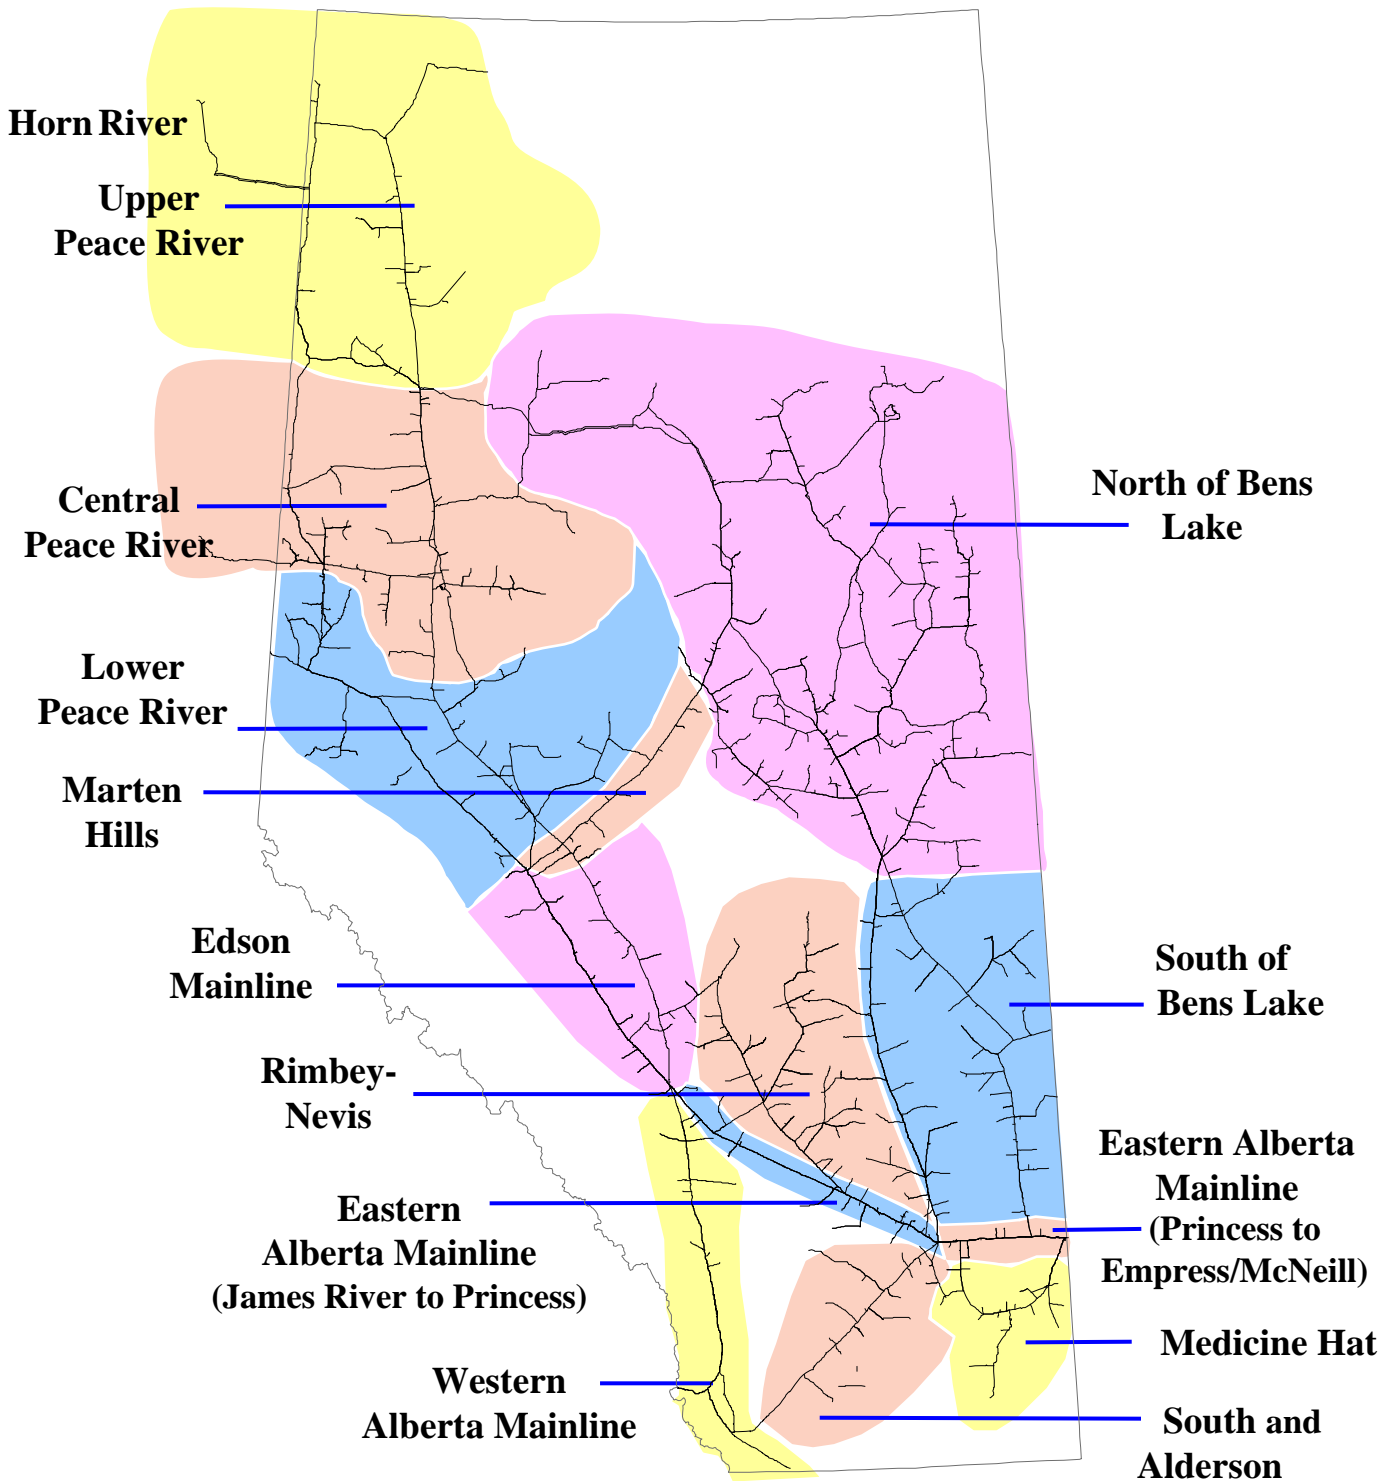 Horn River
Upper
Peace River
Central
Peace River
North of Bens
Lake
Lower
Peace River
Marten
Hills
Edson
Mainline
South of
Bens Lake
Rimbey-
Nevis
Eastern Alberta
Mainline
(Princess to
Empress/McNeill)
Eastern
Alberta Mainline
(James River to Princess)
Medicine Hat
Western
Alberta Mainline
South and
Alderson